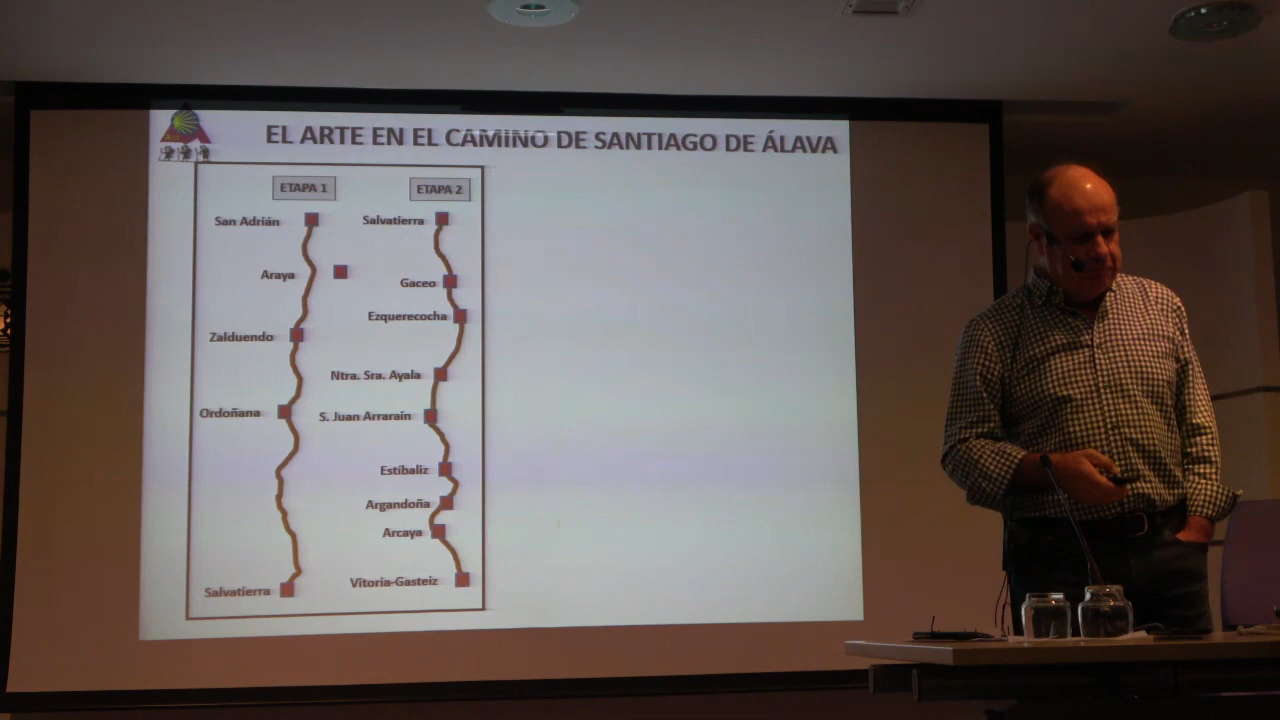 EL ARTE EN EL CAMINO DE SANTIAGO DE ÁLAVA
ETAPA 1
San Adrián
Araya
Zalduendo
Ordoñana
Salvatierra
ETAPA 2
Salvatierra
Gaceo
Ezquerecocha
Ntra. Sra. Ayala
S. Juan Arrarain
Estíbaliz
Argandoña
Arcaya
Vitoria-Gasteiz